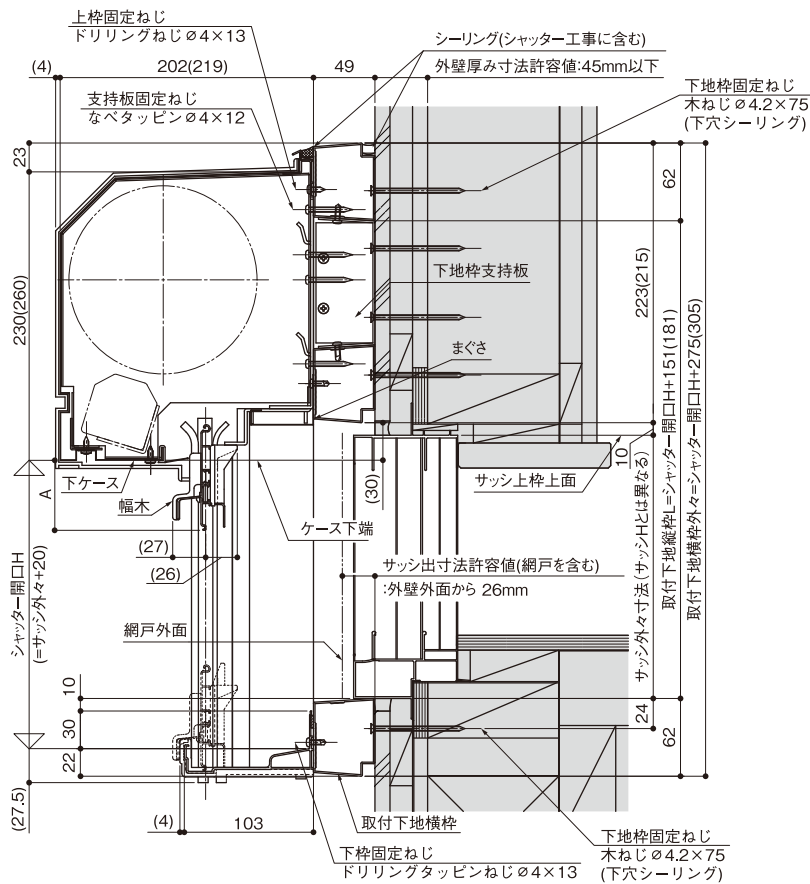 上枠固定ねじ
ドリリングねじφ4×13
シーリング(シャッター工事に含む)
(4)
202(219)
49
外壁厚み寸法許容値:45mm以下
支持板固定ねじ
なべタッピンφ4×12
下地枠固定ねじ
木ねじφ4.2×75
(下穴シーリング)
23
62
230(260)
下地枠支持板
223(215)
まぐさ
取付下地縦枠L=シャッター開口H+151(181)
取付下地横枠外々=シャッター開口H+275(305)
10
サッシ上枠上面
下ケース
(30)
A
幅木
ケース下端
(27)
(26)
サッシ出寸法許容値(網戸を含む)
:外壁外面から 26mm
サッシ外々寸法(サッシHとは異なる)
シャッター開口H
(=サッシ外々+20)
網戸外面
10
30
22
24
62
(27.5)
(4)
103
取付下地横枠
下枠固定ねじ
ドリリングタッピンねじφ4×13
下地枠固定ねじ
木ねじφ4.2×75
(下穴シーリング)